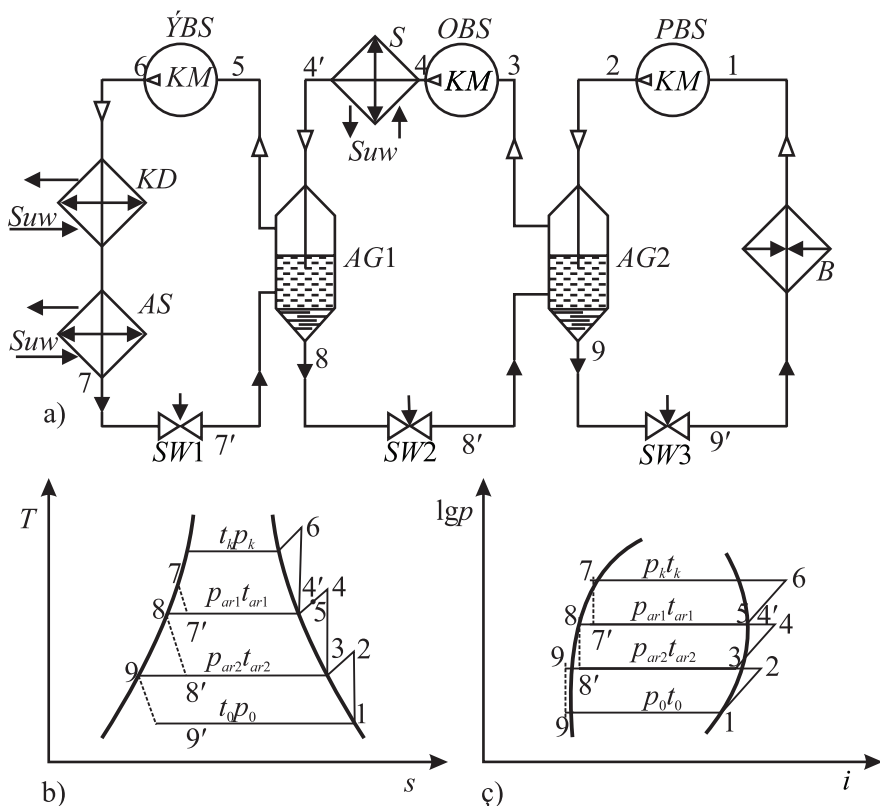 ÝBS OBS PBS
6 KM 5 4′ S 4 KM 3 2 KM 1
Suw
KD
Suw
AG1 AG2 B
AS
Suw
7 8 9
a) 7′ 8′ 9′
SW1 SW2 SW3
T lgp
6 t_k p_k
7 4′ 4 7 p_k t_k 6
8 p_ar1 t_ar1 5 8 p_ar1 t_ar1 5 4′
7′ 7′ 4
3 2
9 p_ar2 t_ar2 9 p_ar2 t_ar2 3
8′ 8′ 2
t_0 p_0 1 p_0 t_0
9′ 9 1
b) s ç) i